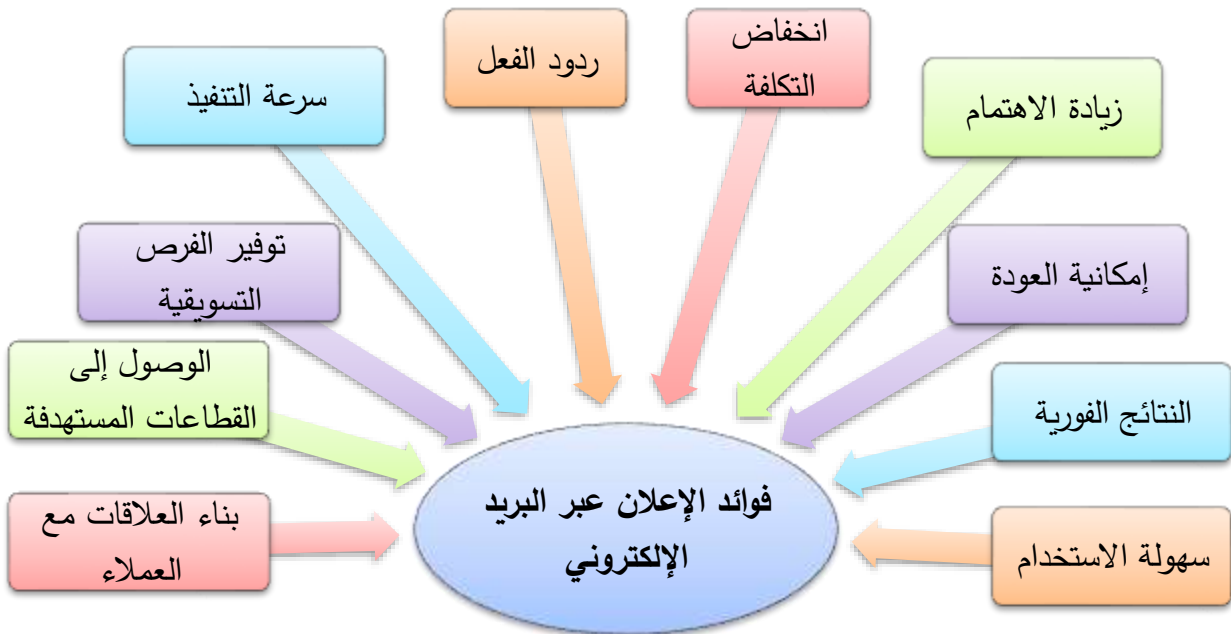 انخفاض
التكلفة
ردود الفعل
زيادة الاهتمام
سرعة التنفيذ
إمكانية العودة
توفير الفرص
التسويقية
النتائج الفورية
الوصول إلى
القطاعات المستهدفة
سهولة الاستخدام
بناء العلاقات مع
العملاء
فوائد الإعلان عبر البريد
الإلكتروني